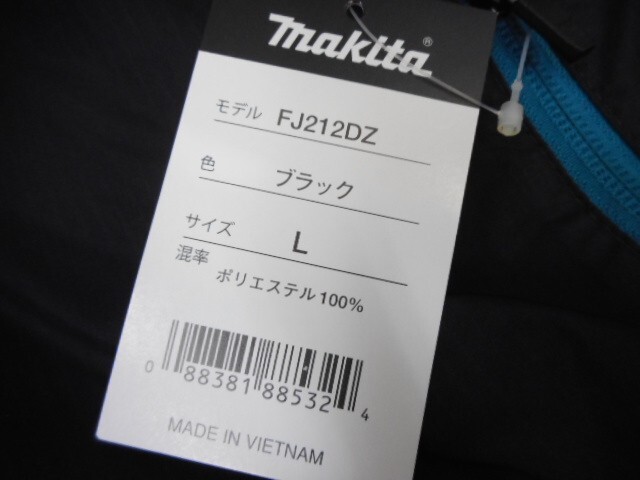 makita®
モデル FJ212DZ
色 ブラック
サイズ L
混率 ポリエステル100%
0 88381 88532 4
MADE IN VIETNAM